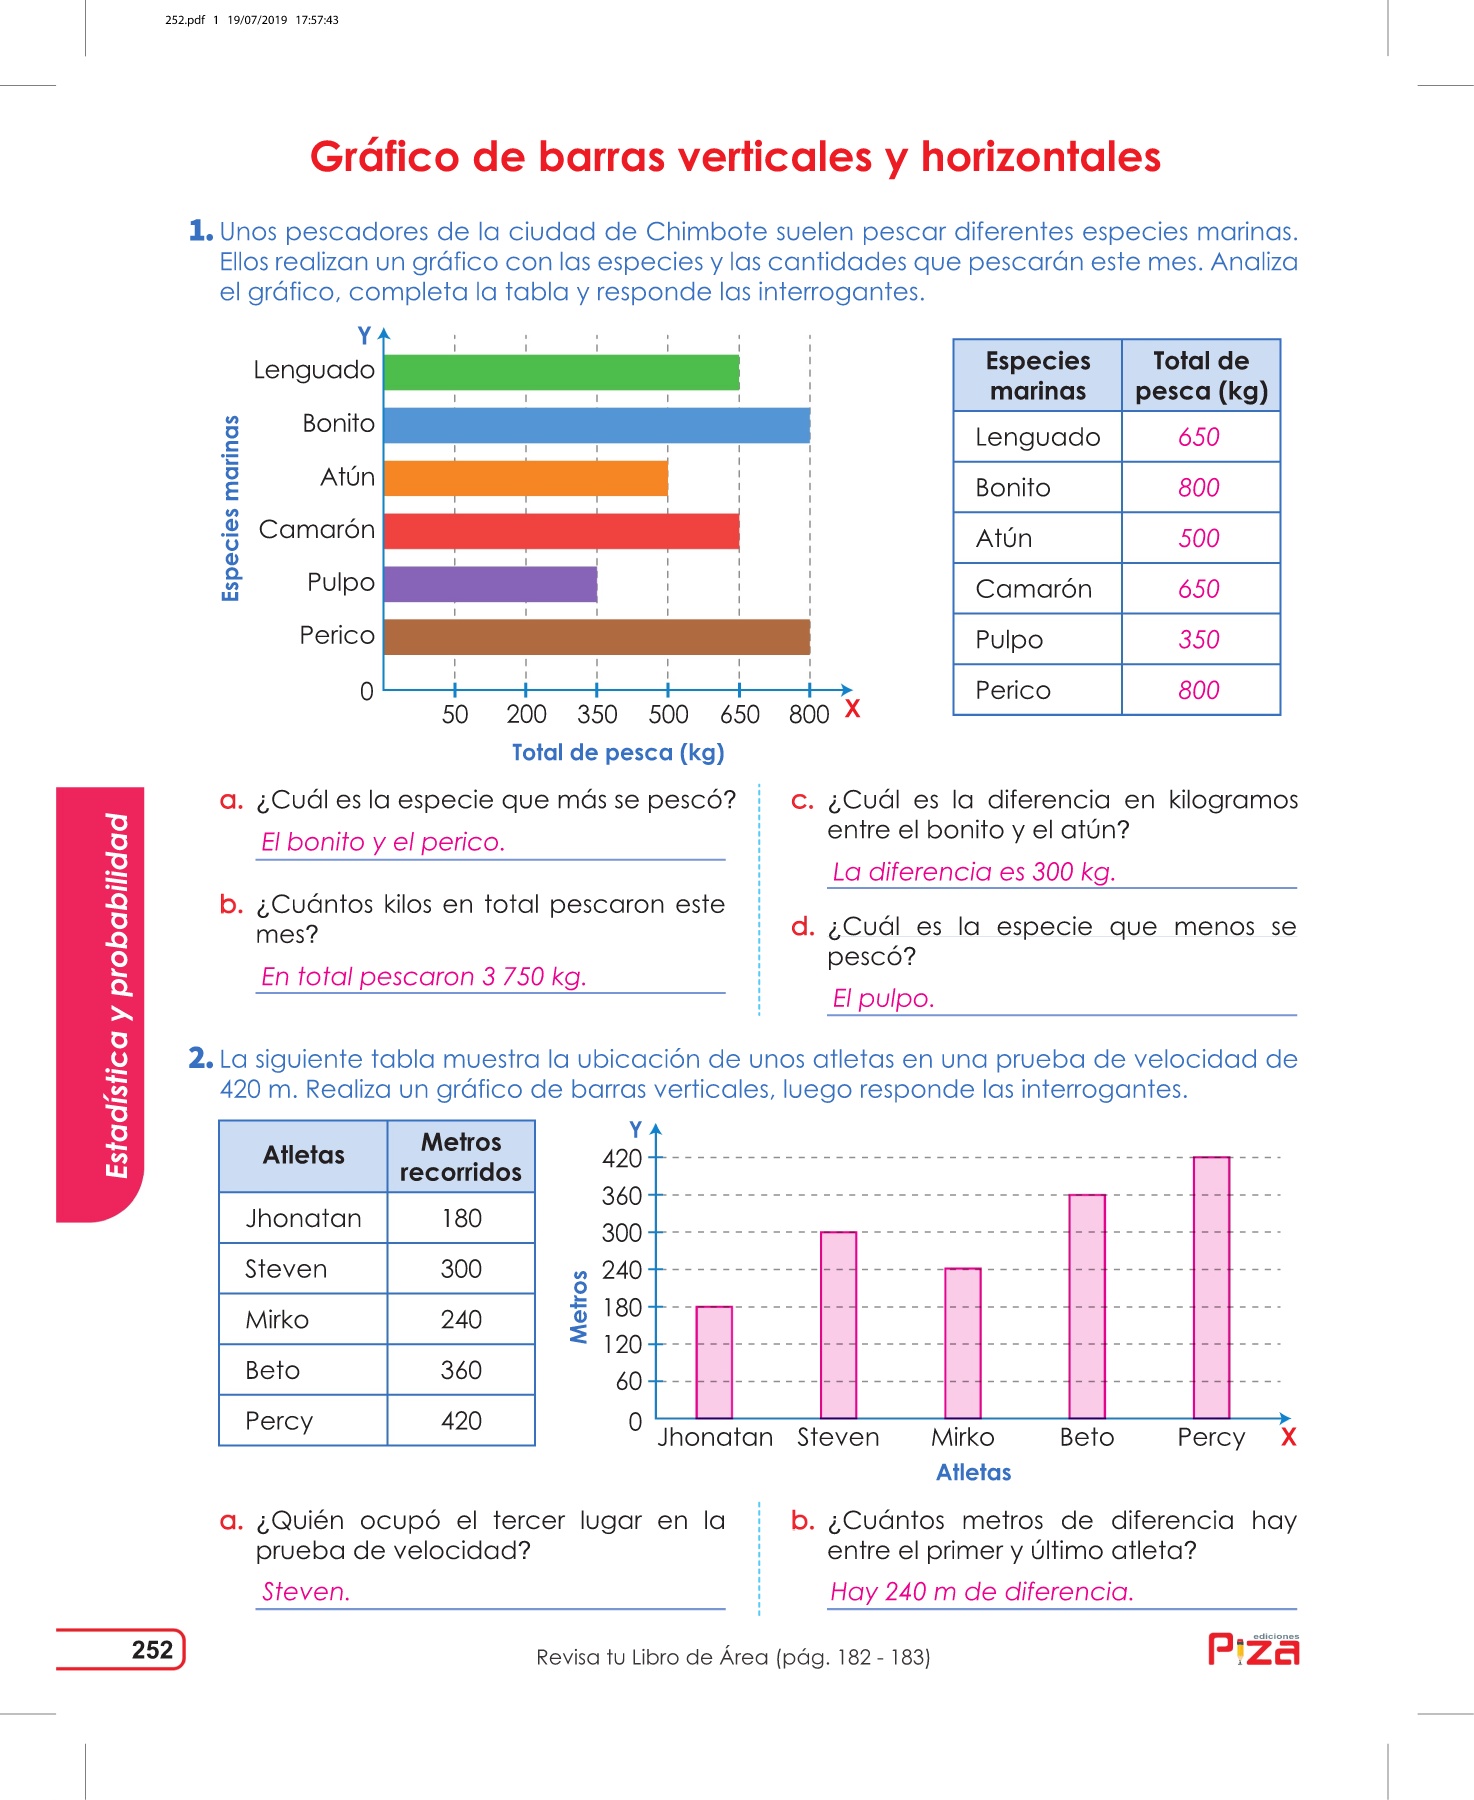 252.pdf 1 19/07/2019 17:57:43
Gráfico de barras verticales y horizontales
1. Unos pescadores de la ciudad de Chimbote suelen pescar diferentes especies marinas.
Ellos realizan un gráfico con las especies y las cantidades que pescarán este mes. Analiza
el gráfico, completa la tabla y responde las interrogantes.
Y
Especies marinas
Lenguado
Bonito
Atún
Camarón
Pulpo
Perico
0
50 200 350 500 650 800 X
Total de pesca (kg)
Especies marinas Total de pesca (kg)
Lenguado 650
Bonito 800
Atún 500
Camarón 650
Pulpo 350
Perico 800
a. ¿Cuál es la especie que más se pescó?
El bonito y el perico.
b. ¿Cuántos kilos en total pescaron este
mes?
En total pescaron 3 750 kg.
c. ¿Cuál es la diferencia en kilogramos
entre el bonito y el atún?
La diferencia es 300 kg.
d. ¿Cuál es la especie que menos se
pescó?
El pulpo.
Estadística y probabilidad
2. La siguiente tabla muestra la ubicación de unos atletas en una prueba de velocidad de
420 m. Realiza un gráfico de barras verticales, luego responde las interrogantes.
Atletas Metros recorridos
Jhonatan 180
Steven 300
Mirko 240
Beto 360
Percy 420
Y
420
360
300
240
180
120
60
0
Metros
Jhonatan Steven Mirko Beto Percy X
Atletas
a. ¿Quién ocupó el tercer lugar en la
prueba de velocidad?
Steven.
b. ¿Cuántos metros de diferencia hay
entre el primer y último atleta?
Hay 240 m de diferencia.
252
Revisa tu Libro de Área (pág. 182 - 183)
ediciones
Piza